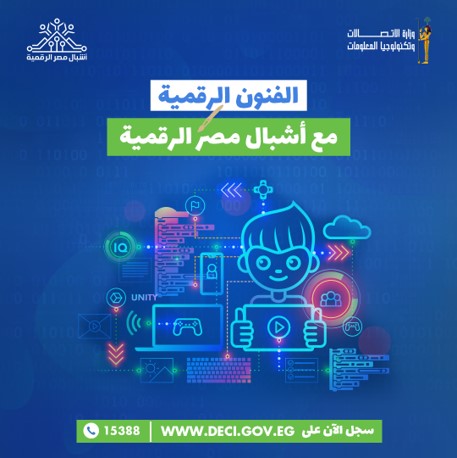 أشبال مصر الرقمية
وزارة الاتصالات
وتكنولوجيا المعلومات
الفنون الرقمية
مع أشبال مصر الرقمية
IQ
UNITY
سجل الآن على WWW.DECI.GOV.EG | 15388